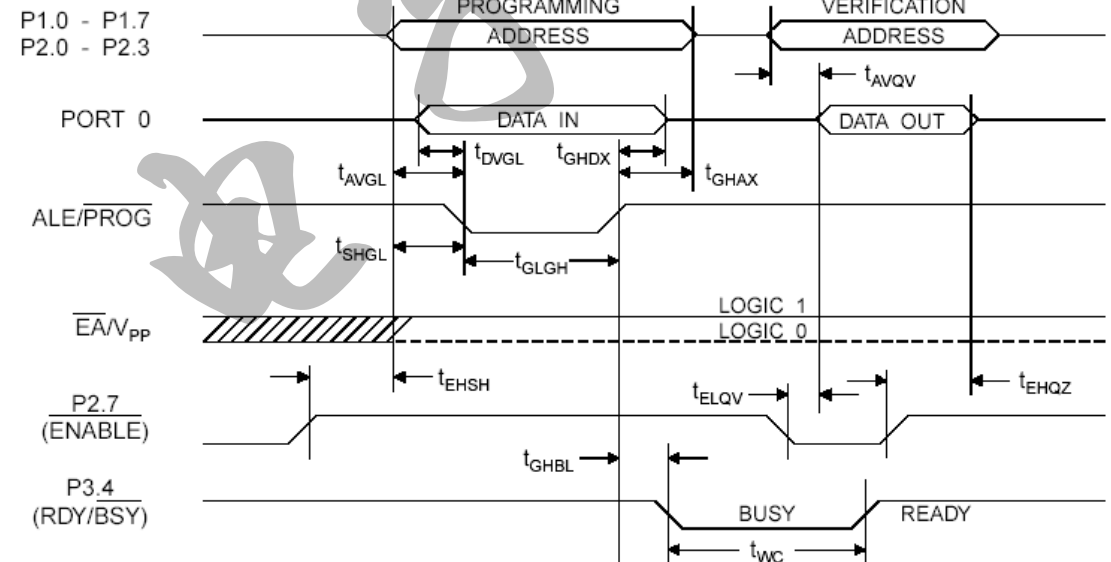 PROGRAMMING
VERIFICATION
P1.0 - P1.7
P2.0 - P2.3
ADDRESS
ADDRESS
tAVQV
PORT 0
DATA IN
DATA OUT
tDVGL
tGHDX
tAVGL
tGHAX
ALE/PROG
tSHGL
tGLGH
LOGIC 1
EA/VPP
LOGIC 0
tEHSH
tELQV
tEHQZ
P2.7
(ENABLE)
tGHBL
P3.4
(RDY/BSY)
BUSY
READY
tWC